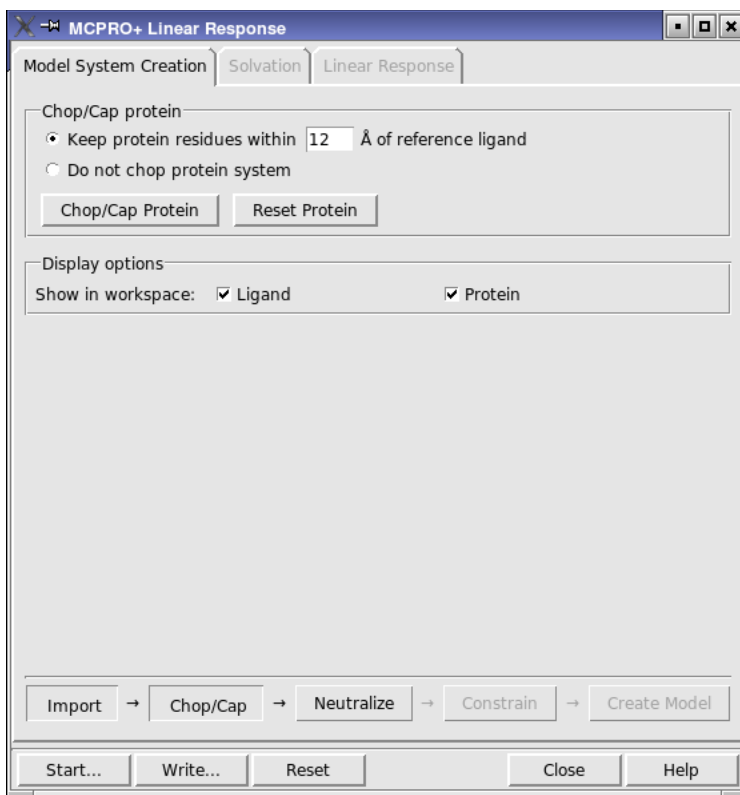 MCPRO+ Linear Response
Model System Creation Solvation Linear Response
Chop/Cap protein
Keep protein residues within 12 Å of reference ligand
Do not chop protein system
Chop/Cap Protein Reset Protein
Display options
Show in workspace: Ligand Protein
Import → Chop/Cap → Neutralize → Constrain → Create Model
Start... Write... Reset Close Help